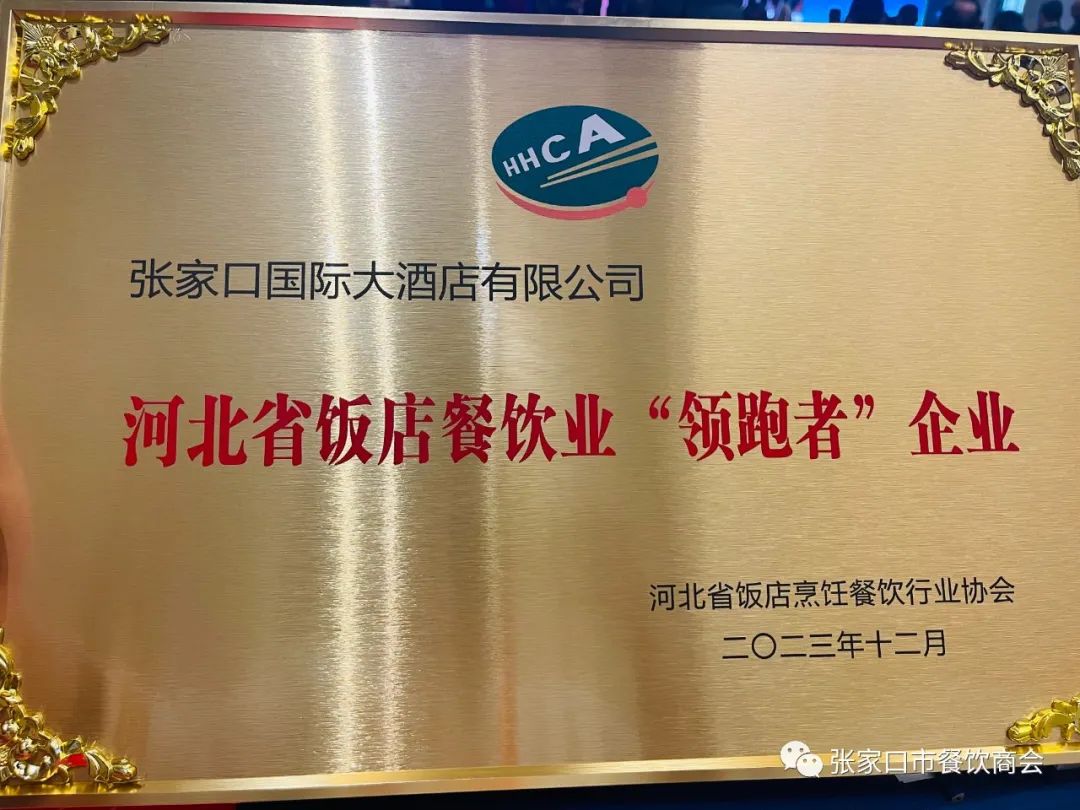 HHCA
张家口国际大酒店有限公司
河北省饭店餐饮业“领跑者”企业
河北省饭店烹饪餐饮行业协会
二〇二三年十二月
张家口市餐饮商会